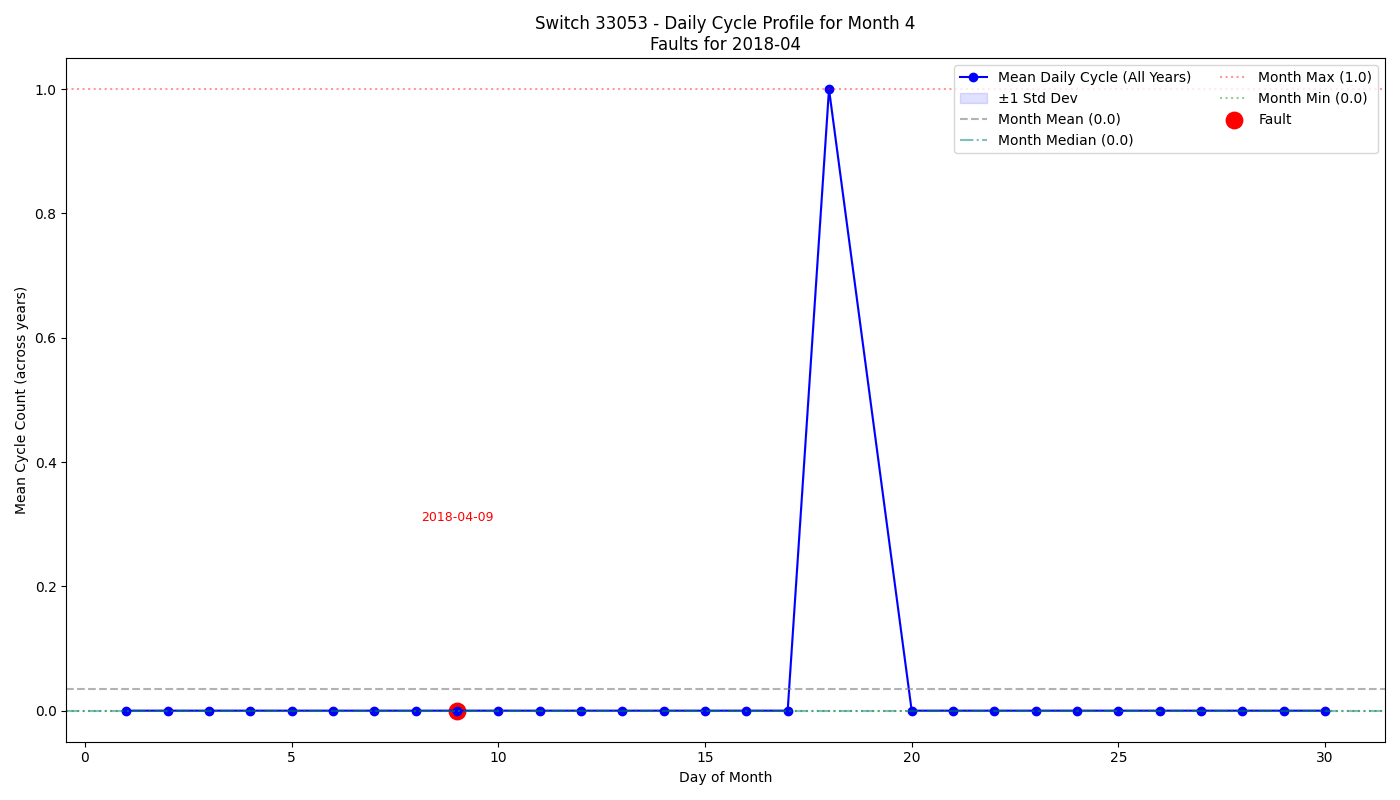 Switch 33053 - Daily Cycle Profile for Month 4
Faults for 2018-04
Mean Daily Cycle (All Years)
±1 Std Dev
Month Mean (0.0)
Month Median (0.0)
Month Max (1.0)
Month Min (0.0)
Fault
Mean Cycle Count (across years)
1.0
0.8
0.6
0.4
0.2
0.0
2018-04-09
0
5
10
15
20
25
30
Day of Month